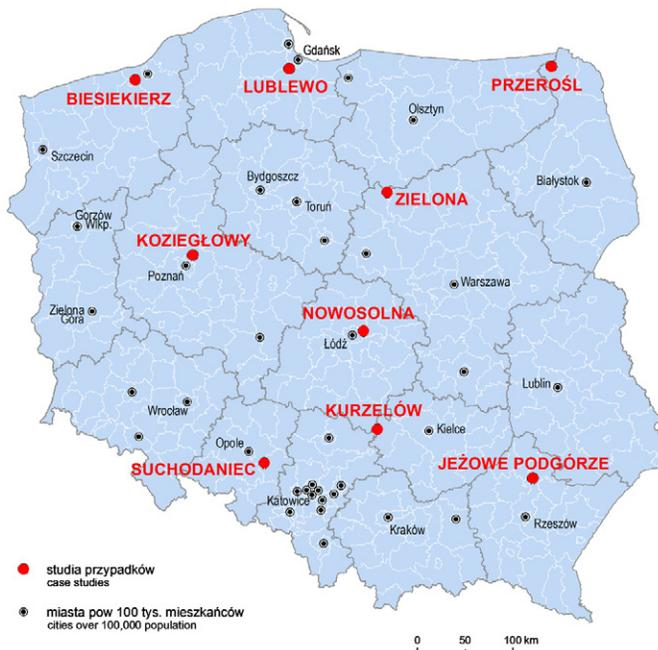 Gdańsk
BIESIEKIERZ
LUBLEWO
PRZEROŚL
Olsztyn
Szczecin
Bydgoszcz
Toruń
ZIELONA
Białystok
Gorzów
Wlkp.
KOZIEGŁOWY
Poznań
Warszawa
Zielona
Góra
NOWOSOLNA
Łódź
Lublin
Wrocław
KURZELÓW
Kielce
Opole
SUCHODANIEC
JEŻOWE PODGÓRZE
Katowice
Kraków
Rzeszów
studia przypadków
case studies
miasta pow 100 tys. mieszkańców
cities over 100,000 population
0 50 100 km